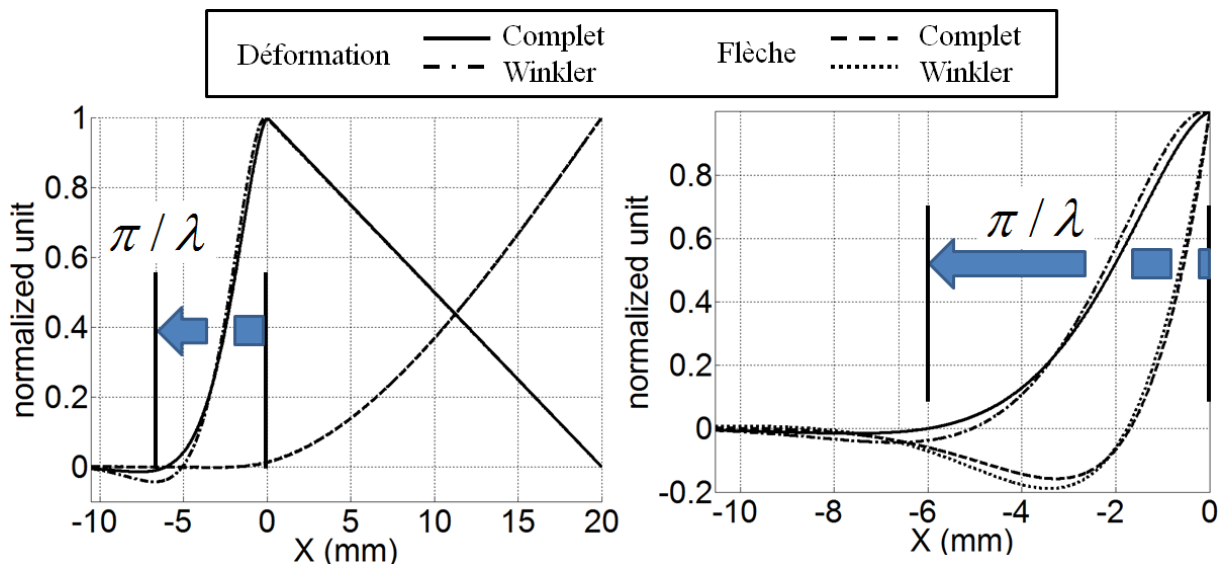 Déformation
Complet
Winkler
Flèche
Complet
Winkler
normalized unit
1
0.8
0.6
0.4
0.2
0
π / λ
-10
-5
0
5
10
15
20
X (mm)
normalized unit
0.8
0.6
0.4
0.2
0
-0.2
π / λ
-10
-8
-6
-4
-2
0
X (mm)